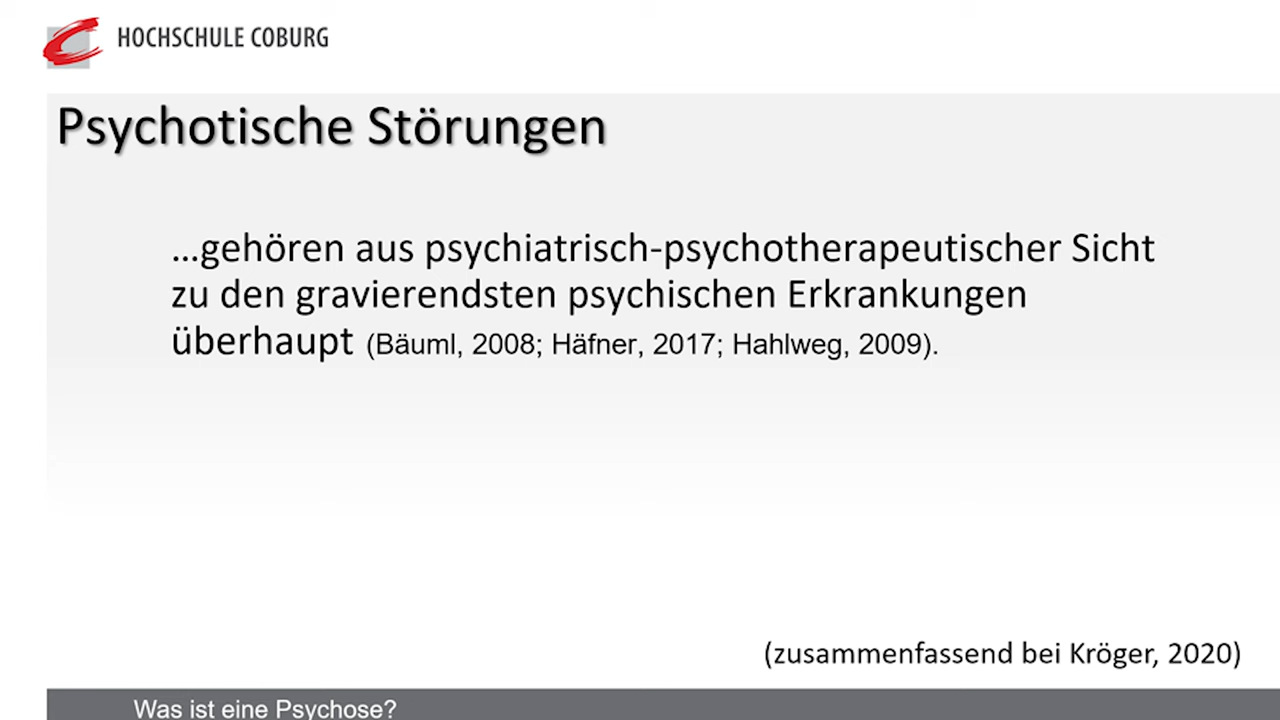 HOCHSCHULE COBURG
Psychotische Störungen
...gehören aus psychiatrisch-psychotherapeutischer Sicht
zu den gravierendsten psychischen Erkrankungen
überhaupt (Bäuml, 2008; Häfner, 2017; Hahlweg, 2009).
(zusammenfassend bei Kröger, 2020)
Was ist eine Psychose?